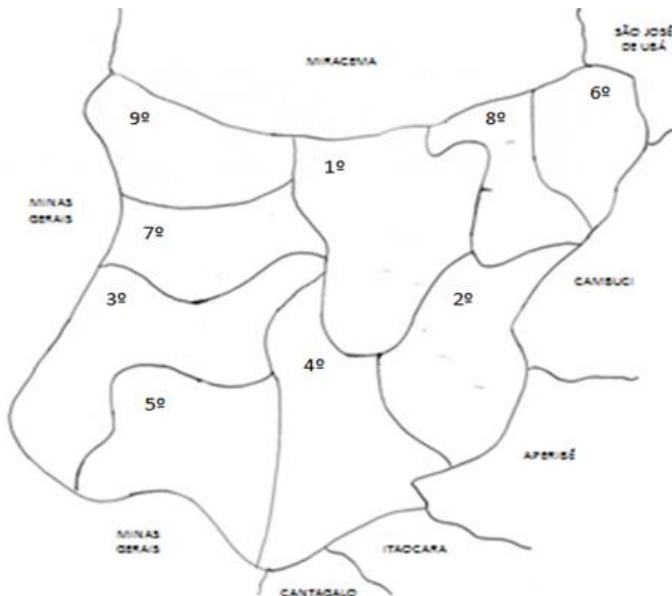 SÃO JOSÉ
DE UBÁ
MIRACEMA
6º
9º
8º
1º
MINAS
GERAIS
7º
CAMBUCI
3º
2º
4º
5º
APERIBÉ
MINAS
GERAIS
ITAOCARA
CANTAGALO